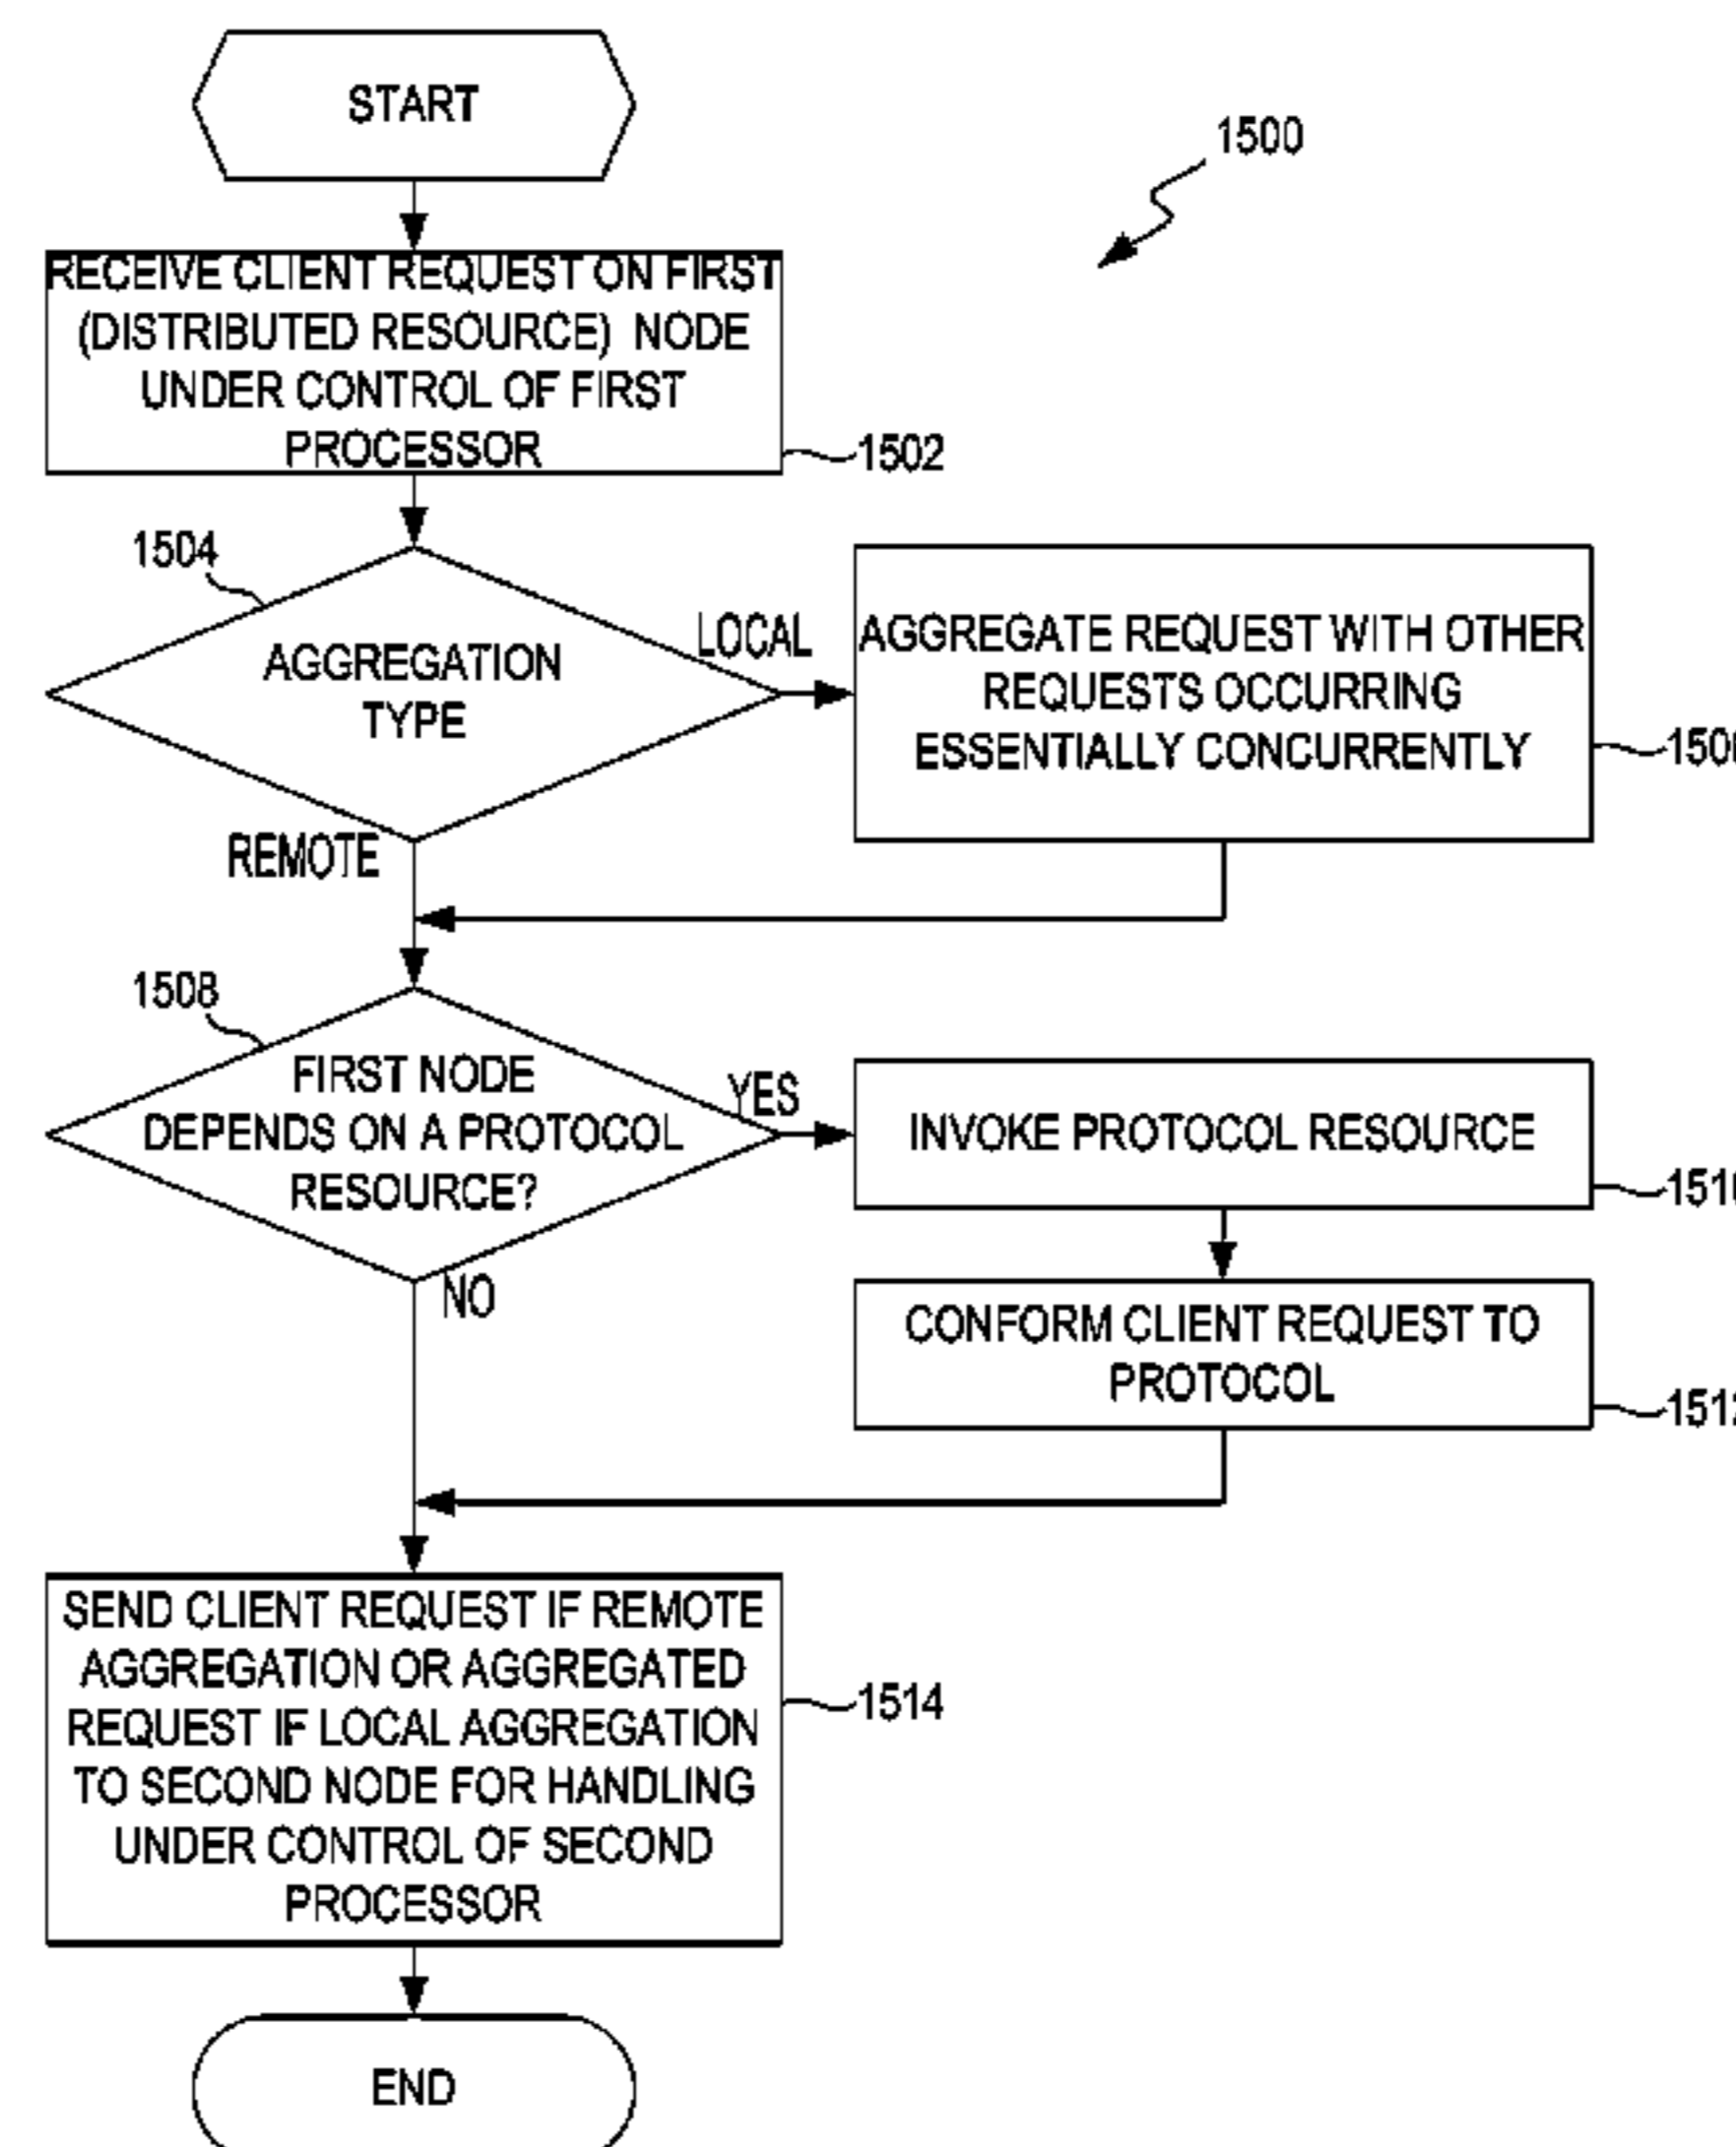 START
1500
RECEIVE CLIENT REQUEST ON FIRST
(DISTRIBUTED RESOURCE) NODE
UNDER CONTROL OF FIRST
PROCESSOR
1502
1504
AGGREGATION
TYPE
LOCAL
AGGREGATE REQUEST WITH OTHER
REQUESTS OCCURRING
ESSENTIALLY CONCURRENTLY
REMOTE
1508
FIRST NODE
DEPENDS ON A PROTOCOL
RESOURCE?
YES
INVOKE PROTOCOL RESOURCE
NO
CONFORM CLIENT REQUEST TO
PROTOCOL
SEND CLIENT REQUEST IF REMOTE
AGGREGATION OR AGGREGATED
REQUEST IF LOCAL AGGREGATION
TO SECOND NODE FOR HANDLING
UNDER CONTROL OF SECOND
PROCESSOR
1514
END